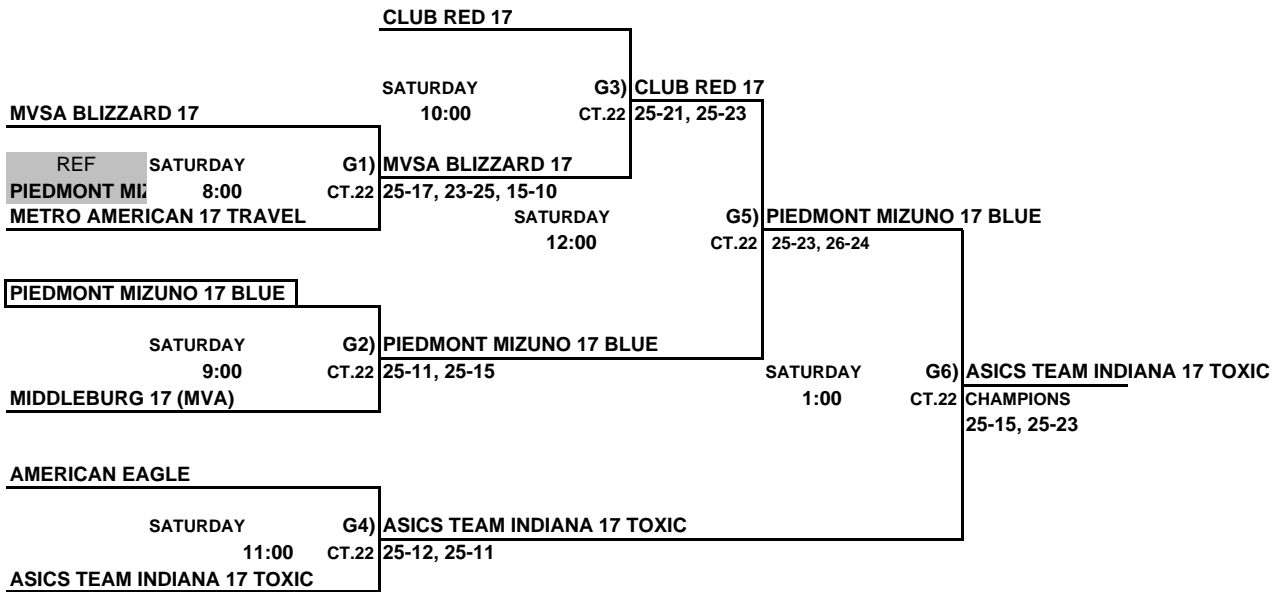 CLUB RED 17
SATURDAY G3) CLUB RED 17
MVSA BLIZZARD 17 10:00 CT.22 25-21, 25-23
REF SATURDAY G1) MVSA BLIZZARD 17
PIEDMONT MIZ 8:00 CT.22 25-17, 23-25, 15-10
METRO AMERICAN 17 TRAVEL SATURDAY G5) PIEDMONT MIZUNO 17 BLUE
12:00 CT.22 25-23, 26-24
PIEDMONT MIZUNO 17 BLUE
SATURDAY G2) PIEDMONT MIZUNO 17 BLUE
9:00 CT.22 25-11, 25-15 SATURDAY G6) ASICS TEAM INDIANA 17 TOXIC
MIDDLEBURG 17 (MVA) 1:00 CT.22 CHAMPIONS
25-15, 25-23
AMERICAN EAGLE
SATURDAY G4) ASICS TEAM INDIANA 17 TOXIC
11:00 CT.22 25-12, 25-11
ASICS TEAM INDIANA 17 TOXIC